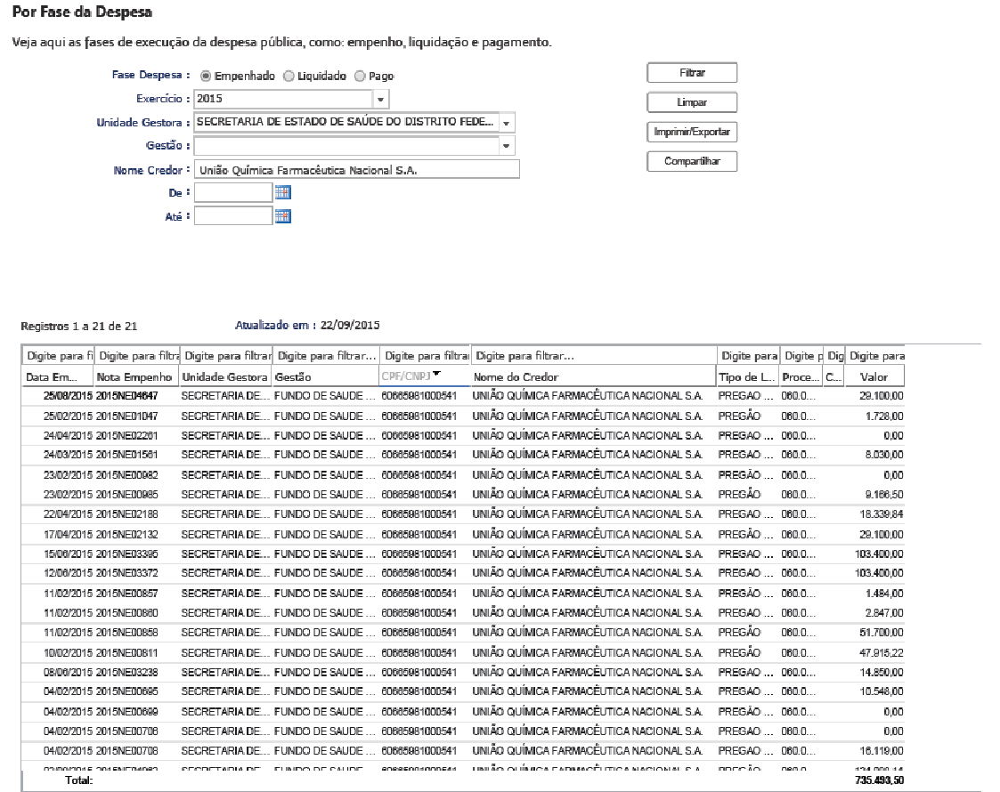 Por Fase da Despesa
Veja aqui as fases de execução da despesa pública, como: empenho, liquidação e pagamento.
Fase Despesa : Empenhado Liquidado Pago
Filtrar
Exercício : 2015
Limpar
Unidade Gestora : SECRETARIA DE ESTADO DE SAÚDE DO DISTRITO FEDE...
Imprimir/Exportar
Gestão :
Compartilhar
Nome Credor : União Química Farmacêutica Nacional S.A.
De :
Até :
Registros 1 a 21 de 21 Atualizado em : 22/09/2015
Digite para fi Digite para filtra Digite para filtrar Digite para filtrar... Digite para filtrar Digite para filtrar... Digite para Digite p Dig Digite para
Data Em... Nota Empenho Unidade Gestora Gestão CPF/CNPJ Nome do Credor Tipo de L... Proce... C... Valor
25/08/2015 2015NE04647 SECRETARIA DE... FUNDO DE SAUDE ... 60665981000541 UNIÃO QUÍMICA FARMACÊUTICA NACIONAL S.A. PREGAO ... 060.0... 29.100,00
25/02/2015 2015NE01047 SECRETARIA DE... FUNDO DE SAUDE ... 60665981000541 UNIÃO QUÍMICA FARMACÊUTICA NACIONAL S.A. PREGÃO 060.0... 1.728,00
24/04/2015 2015NE02261 SECRETARIA DE... FUNDO DE SAUDE ... 60665981000541 UNIÃO QUÍMICA FARMACÊUTICA NACIONAL S.A. PREGAO ... 060.0... 0,00
24/03/2015 2015NE01561 SECRETARIA DE... FUNDO DE SAUDE ... 60665981000541 UNIÃO QUÍMICA FARMACÊUTICA NACIONAL S.A. PREGAO ... 060.0... 8.030,00
23/02/2015 2015NE00982 SECRETARIA DE... FUNDO DE SAUDE ... 60665981000541 UNIÃO QUÍMICA FARMACÊUTICA NACIONAL S.A. PREGÃO ... 060.0... 0,00
23/02/2015 2015NE00985 SECRETARIA DE... FUNDO DE SAUDE ... 60665981000541 UNIÃO QUÍMICA FARMACÊUTICA NACIONAL S.A. PREGÃO 060.0... 9.166,50
22/04/2015 2015NE02188 SECRETARIA DE... FUNDO DE SAUDE ... 60665981000541 UNIÃO QUÍMICA FARMACÊUTICA NACIONAL S.A. PREGAO ... 060.0... 18.339,84
17/04/2015 2015NE02132 SECRETARIA DE... FUNDO DE SAUDE ... 60665981000541 UNIÃO QUÍMICA FARMACÊUTICA NACIONAL S.A. PREGÃO ... 060.0... 29.100,00
15/06/2015 2015NE03395 SECRETARIA DE... FUNDO DE SAUDE ... 60665981000541 UNIÃO QUÍMICA FARMACÊUTICA NACIONAL S.A. PREGAO ... 060.0... 103.400,00
12/06/2015 2015NE03372 SECRETARIA DE... FUNDO DE SAUDE ... 60665981000541 UNIÃO QUÍMICA FARMACÊUTICA NACIONAL S.A. PREGAO ... 060.0... 103.400,00
11/02/2015 2015NE00857 SECRETARIA DE... FUNDO DE SAUDE ... 60665981000541 UNIÃO QUÍMICA FARMACÊUTICA NACIONAL S.A. PREGÃO ... 060.0... 1.484,00
11/02/2015 2015NE00860 SECRETARIA DE... FUNDO DE SAUDE ... 60665981000541 UNIÃO QUÍMICA FARMACÊUTICA NACIONAL S.A. PREGAO ... 060.0... 2.847,00
11/02/2015 2015NE00858 SECRETARIA DE... FUNDO DE SAUDE ... 60665981000541 UNIÃO QUÍMICA FARMACÊUTICA NACIONAL S.A. PREGÃO 060.0... 51.700,00
10/02/2015 2015NE00811 SECRETARIA DE... FUNDO DE SAUDE ... 60665981000541 UNIÃO QUÍMICA FARMACÊUTICA NACIONAL S.A. PREGÃO 060.0... 47.915,22
08/06/2015 2015NE03238 SECRETARIA DE... FUNDO DE SAUDE ... 60665981000541 UNIÃO QUÍMICA FARMACÊUTICA NACIONAL S.A. PREGAO ... 060.0... 14.850,00
04/02/2015 2015NE00695 SECRETARIA DE... FUNDO DE SAUDE ... 60665981000541 UNIÃO QUÍMICA FARMACÊUTICA NACIONAL S.A. PREGAO ... 060.0... 10.548,00
04/02/2015 2015NE00699 SECRETARIA DE... FUNDO DE SAUDE ... 60665981000541 UNIÃO QUÍMICA FARMACÊUTICA NACIONAL S.A. PREGÃO ... 060.0... 0,00
04/02/2015 2015NE00706 SECRETARIA DE... FUNDO DE SAUDE ... 60665981000541 UNIÃO QUÍMICA FARMACÊUTICA NACIONAL S.A. PREGAO ... 060.0... 0,00
04/02/2015 2015NE00708 SECRETARIA DE... FUNDO DE SAUDE ... 60665981000541 UNIÃO QUÍMICA FARMACÊUTICA NACIONAL S.A. PREGAO ... 060.0... 16.119,00
Total: 735.493,50